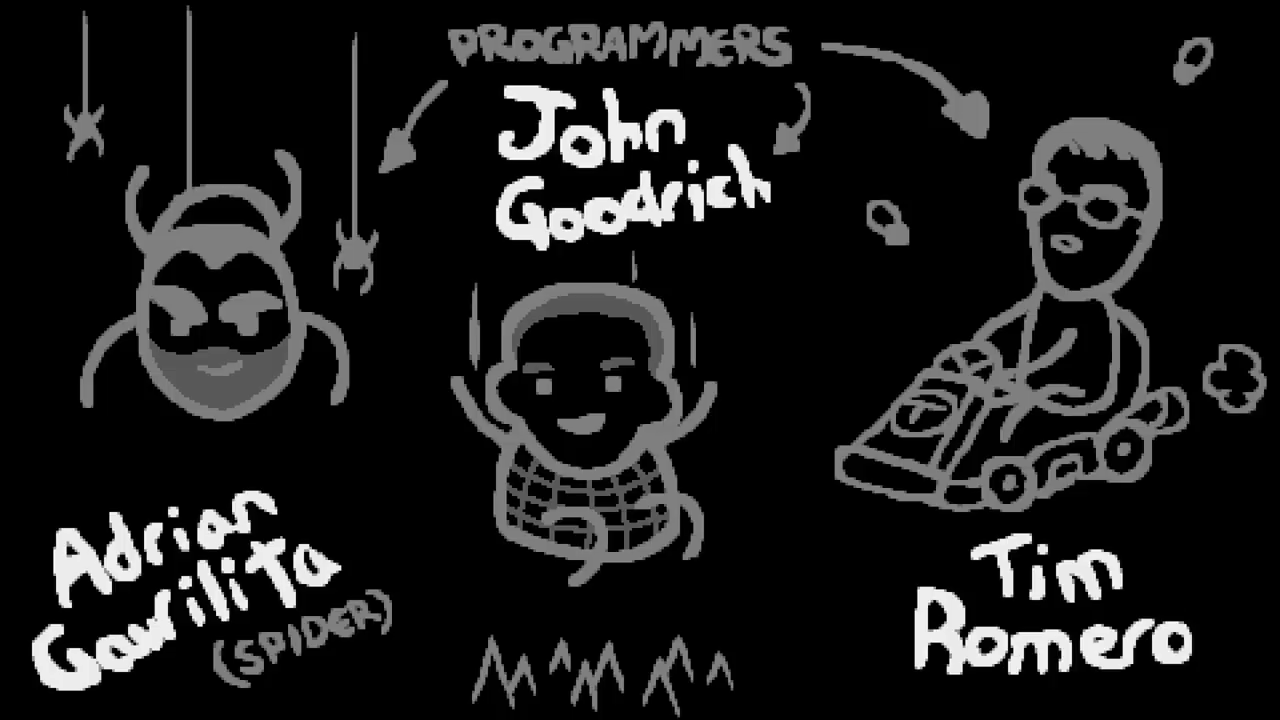 PROGRAMMERS
John
Goodrich
Adrian
Gavrilita
(SPIDER)
Tim
Romero